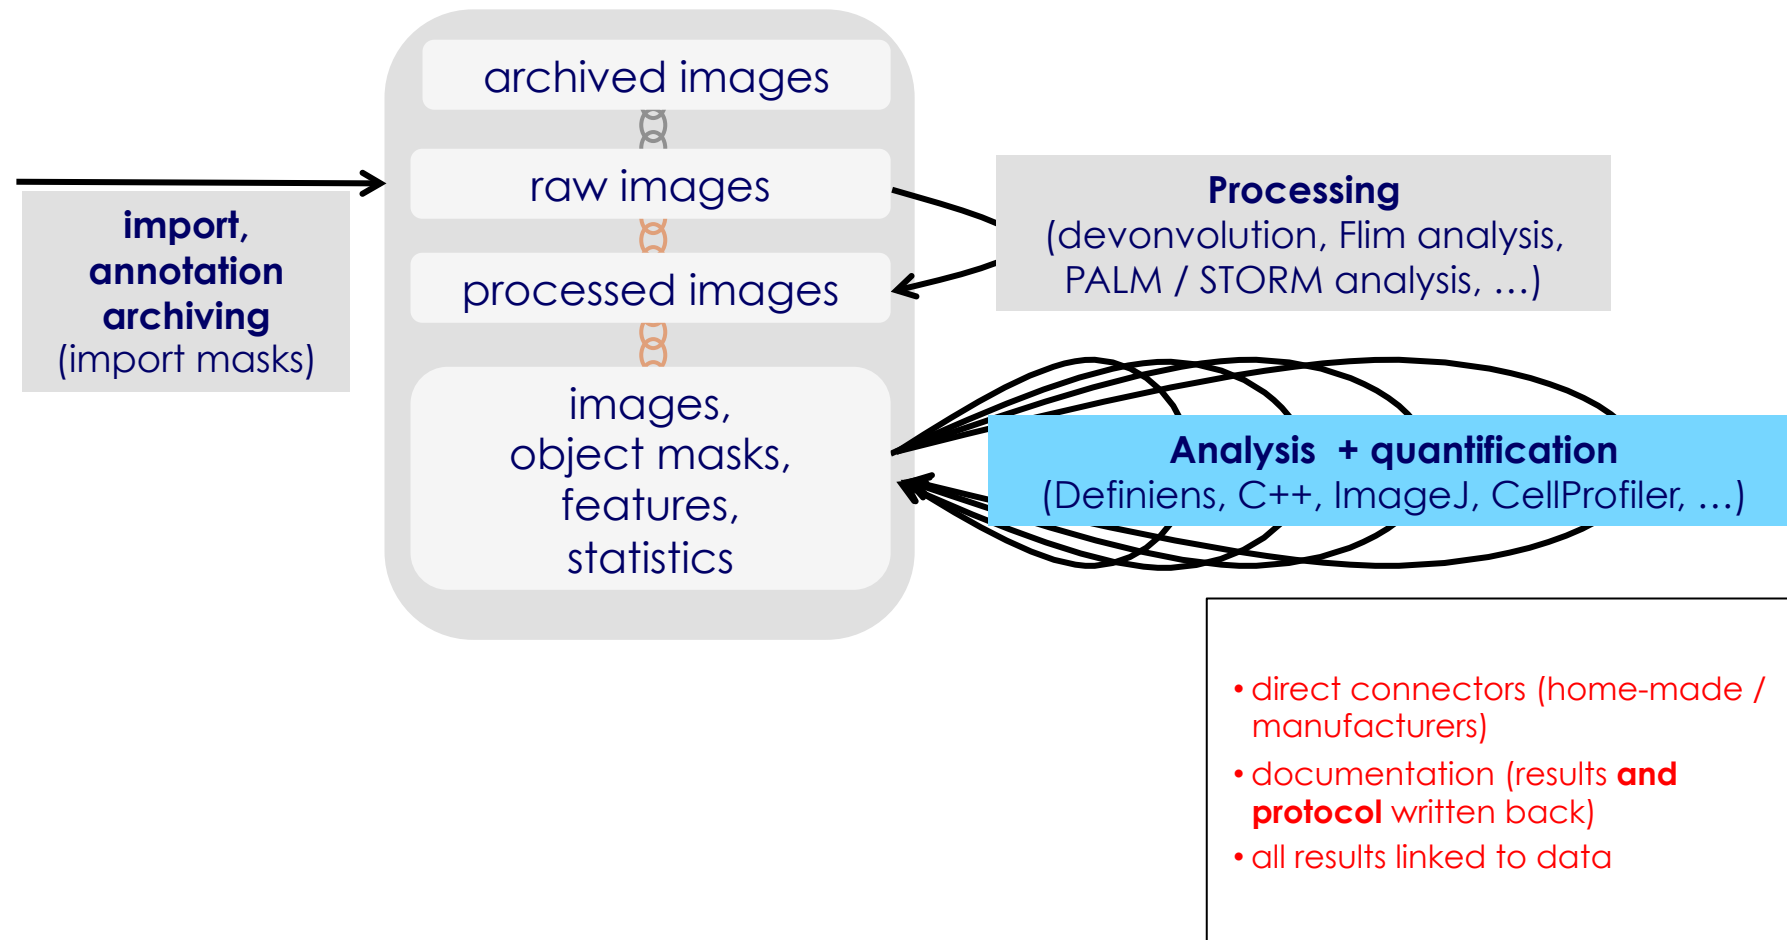 archived images
raw images
processed images
images,
object masks,
features,
statistics
import,
annotation
archiving
(import masks)
Processing
(devonvolution, Flim analysis,
PALM / STORM analysis, …)
Analysis + quantification
(Definiens, C++, ImageJ, CellProfiler, …)
• direct connectors (home-made /
manufacturers)
• documentation (results and
protocol written back)
• all results linked to data